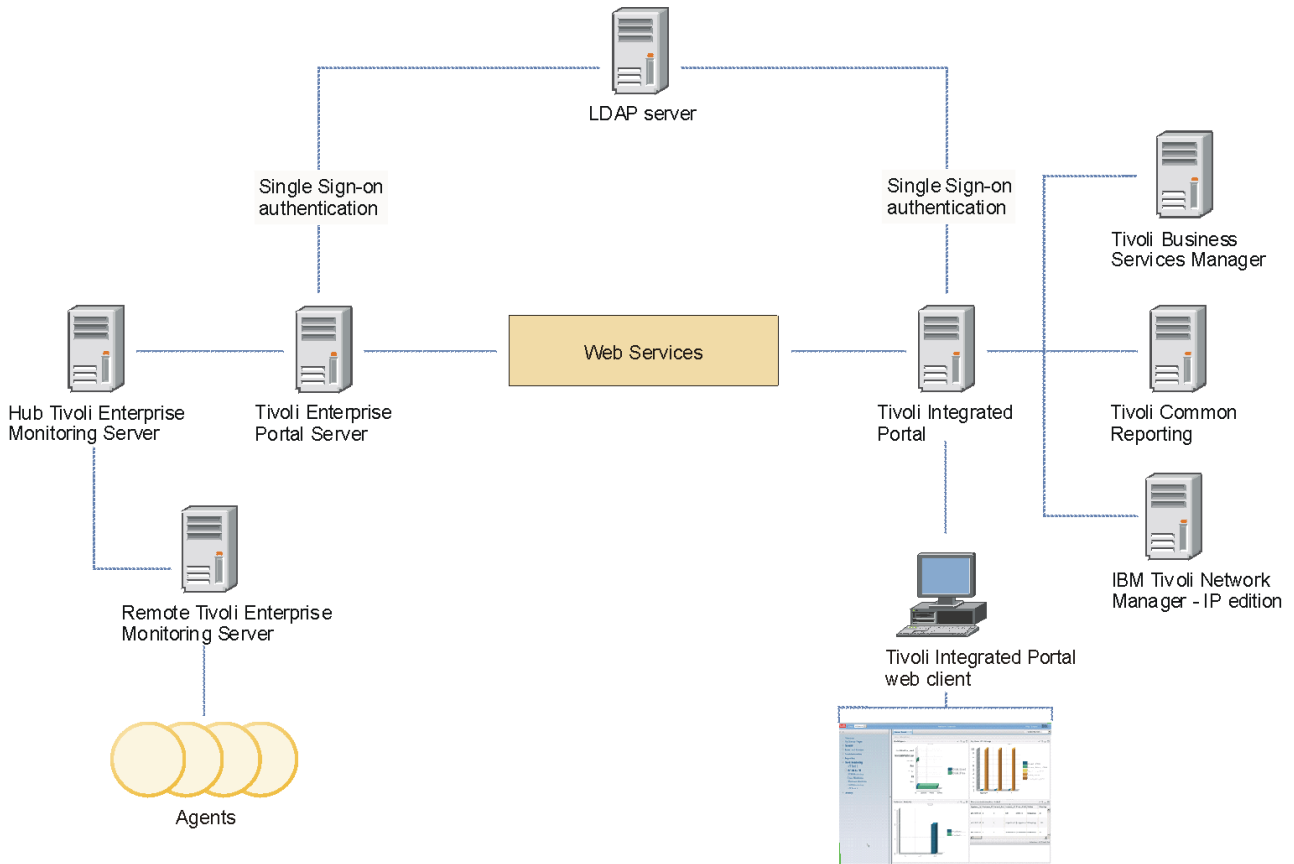 LDAP server
Single Sign-on
authentication
Single Sign-on
authentication
Tivoli Business
Services Manager
Web Services
Hub Tivoli Enterprise
Monitoring Server
Tivoli Enterprise
Portal Server
Tivoli Integrated
Portal
Tivoli Common
Reporting
IBM Tivoli Network
Manager - IP edition
Remote Tivoli Enterprise
Monitoring Server
Tivoli Integrated Portal
web client
Agents